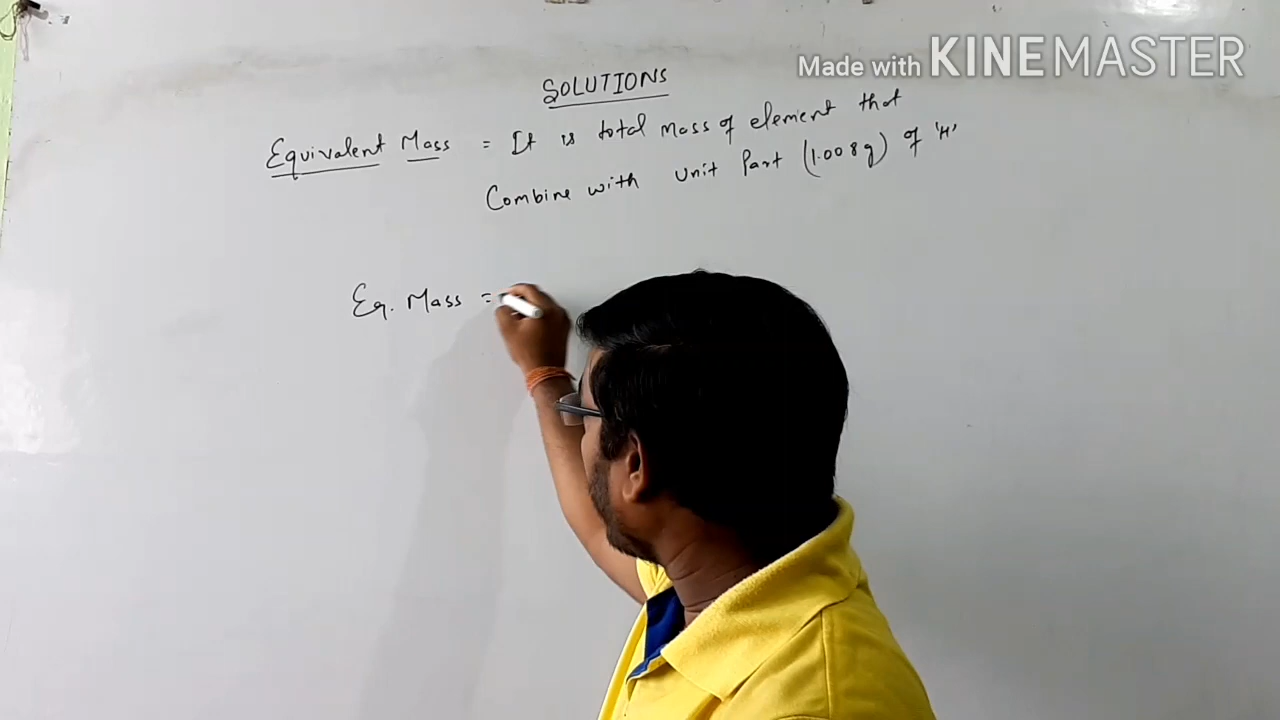 Made with KINEMASTER
SOLUTIONS
Equivalent Mass = It is total mass of element that
Combine with unit Part (1.008g) of 'H'
Eq. Mass =